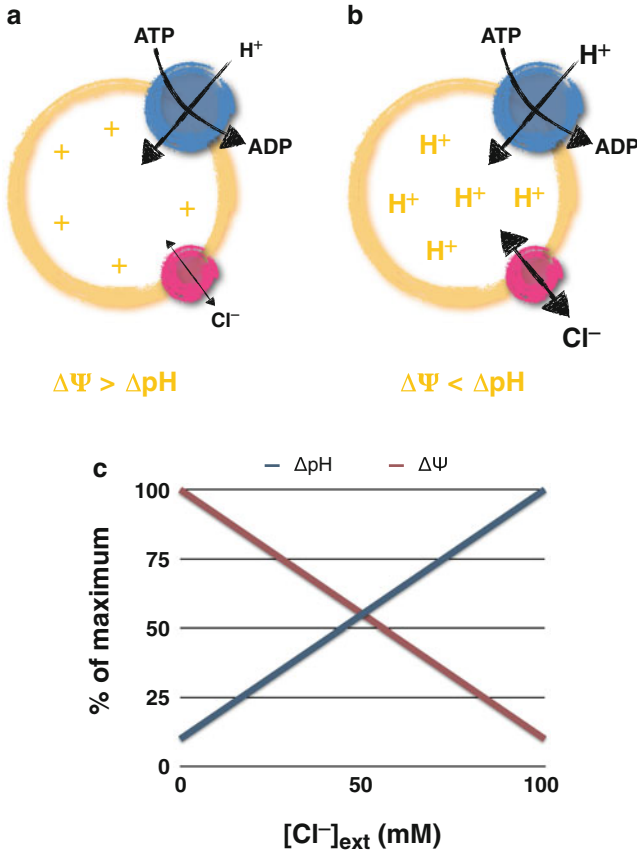 a
ATP
H⁺
+
+
+
+
+
ADP
Cl⁻
ΔΨ > ΔpH
b
ATP
H⁺
H⁺
H⁺
H⁺
H⁺
H⁺
ADP
Cl⁻
ΔΨ < ΔpH
c
ΔpH ΔΨ
% of maximum
100
75
50
25
0
0 50 100
[Cl⁻]ext (mM)